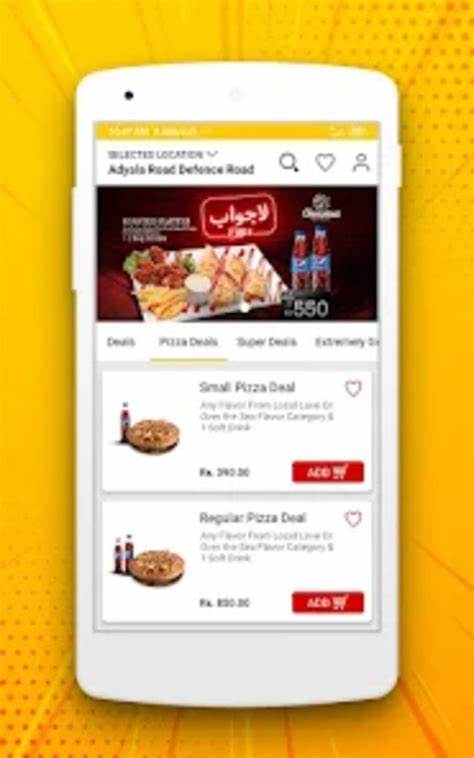 SELECTED LOCATION
Adyala Road Defence Road
لاجواب
550
Deals Pizza Deals Super Deals Extremely
Small Pizza Deal
Any Flavor From Local Love Or
Over the Sea Flavor Category &
1 Soft Drink
Rs. 390.00 ADD
Regular Pizza Deal
Any Flavor From Local Love Or
Over the Sea Flavor Category &
1 Soft Drink
Rs. 850.00 ADD